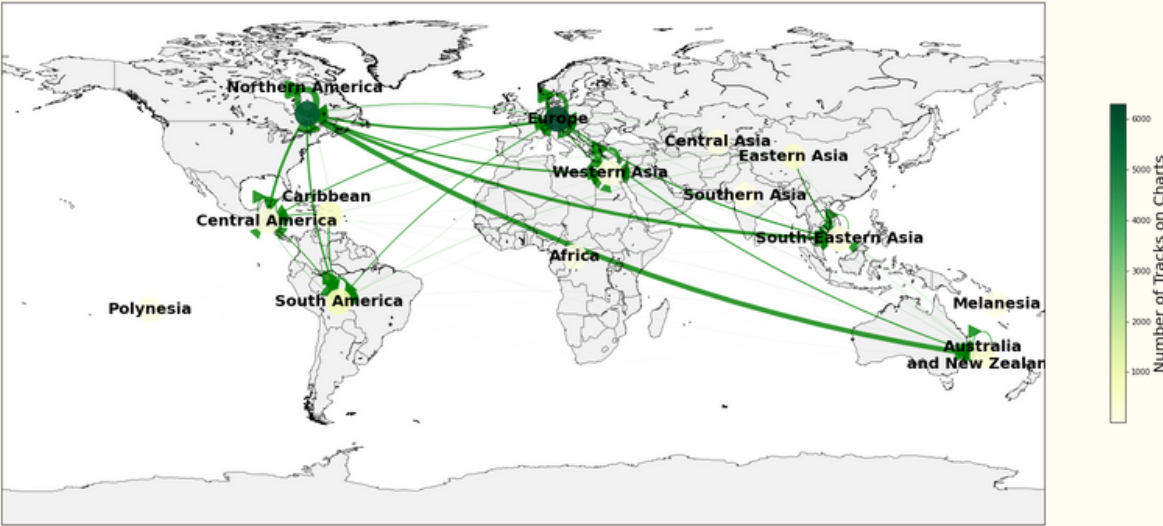 Northern America
Europe
Central Asia
Eastern Asia
Western Asia
Southern Asia
Caribbean
Central America
South-Eastern Asia
Africa
South America
Polynesia
Melanesia
Australia
and New Zealan
6000
5000
4000
3000
2000
1000
Number of Tracks on Charts